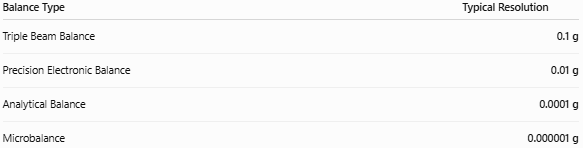 Balance Type Typical Resolution
Triple Beam Balance 0.1 g
Precision Electronic Balance 0.01 g
Analytical Balance 0.0001 g
Microbalance 0.000001 g